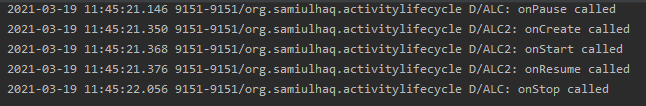 2021-03-19 11:45:21.146 9151-9151/org.samiulhaq.activitylifecycle D/ALC: onPause called
2021-03-19 11:45:21.350 9151-9151/org.samiulhaq.activitylifecycle D/ALC2: onCreate called
2021-03-19 11:45:21.368 9151-9151/org.samiulhaq.activitylifecycle D/ALC2: onStart called
2021-03-19 11:45:21.376 9151-9151/org.samiulhaq.activitylifecycle D/ALC2: onResume called
2021-03-19 11:45:22.056 9151-9151/org.samiulhaq.activitylifecycle D/ALC: onStop called